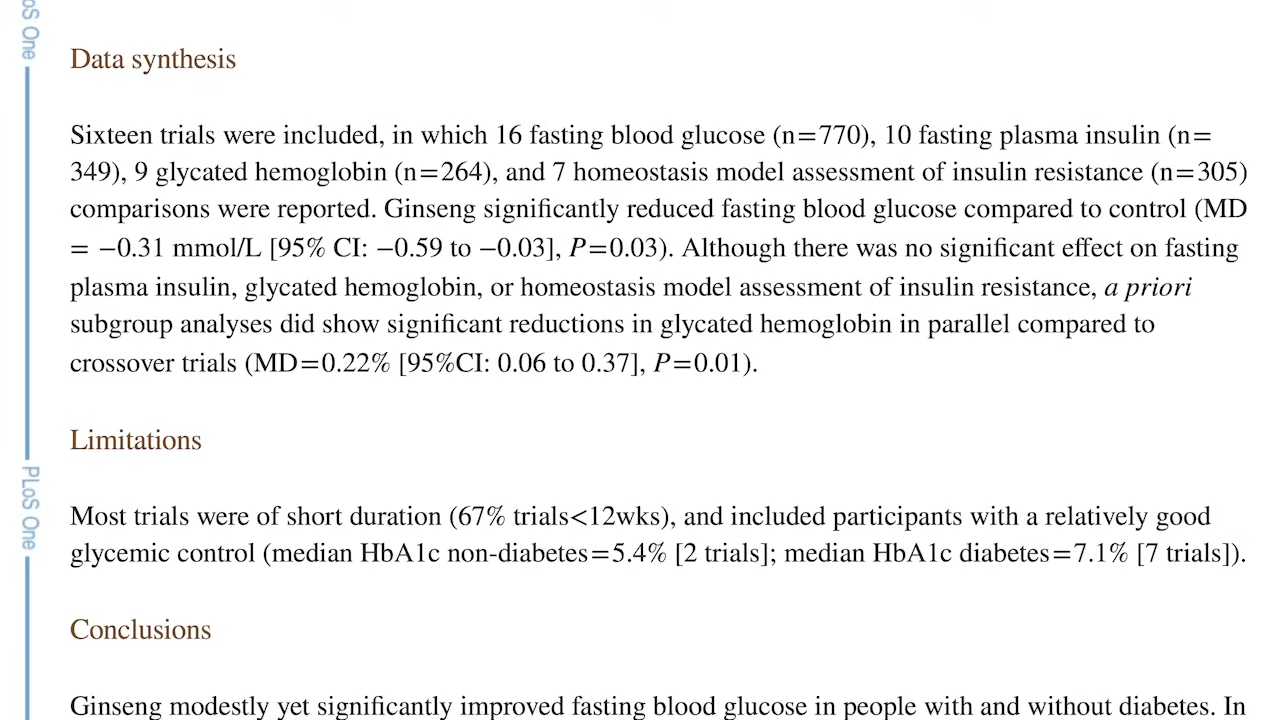 oS One
Data synthesis
Sixteen trials were included, in which 16 fasting blood glucose (n=770), 10 fasting plasma insulin (n=
349), 9 glycated hemoglobin (n=264), and 7 homeostasis model assessment of insulin resistance (n=305)
comparisons were reported. Ginseng significantly reduced fasting blood glucose compared to control (MD
= −0.31 mmol/L [95% CI: −0.59 to −0.03], P=0.03). Although there was no significant effect on fasting
plasma insulin, glycated hemoglobin, or homeostasis model assessment of insulin resistance, a priori
subgroup analyses did show significant reductions in glycated hemoglobin in parallel compared to
crossover trials (MD=0.22% [95%CI: 0.06 to 0.37], P=0.01).
Limitations
PLoS One
Most trials were of short duration (67% trials<12wks), and included participants with a relatively good
glycemic control (median HbA1c non-diabetes=5.4% [2 trials]; median HbA1c diabetes=7.1% [7 trials]).
Conclusions
Ginseng modestly yet significantly improved fasting blood glucose in people with and without diabetes. In